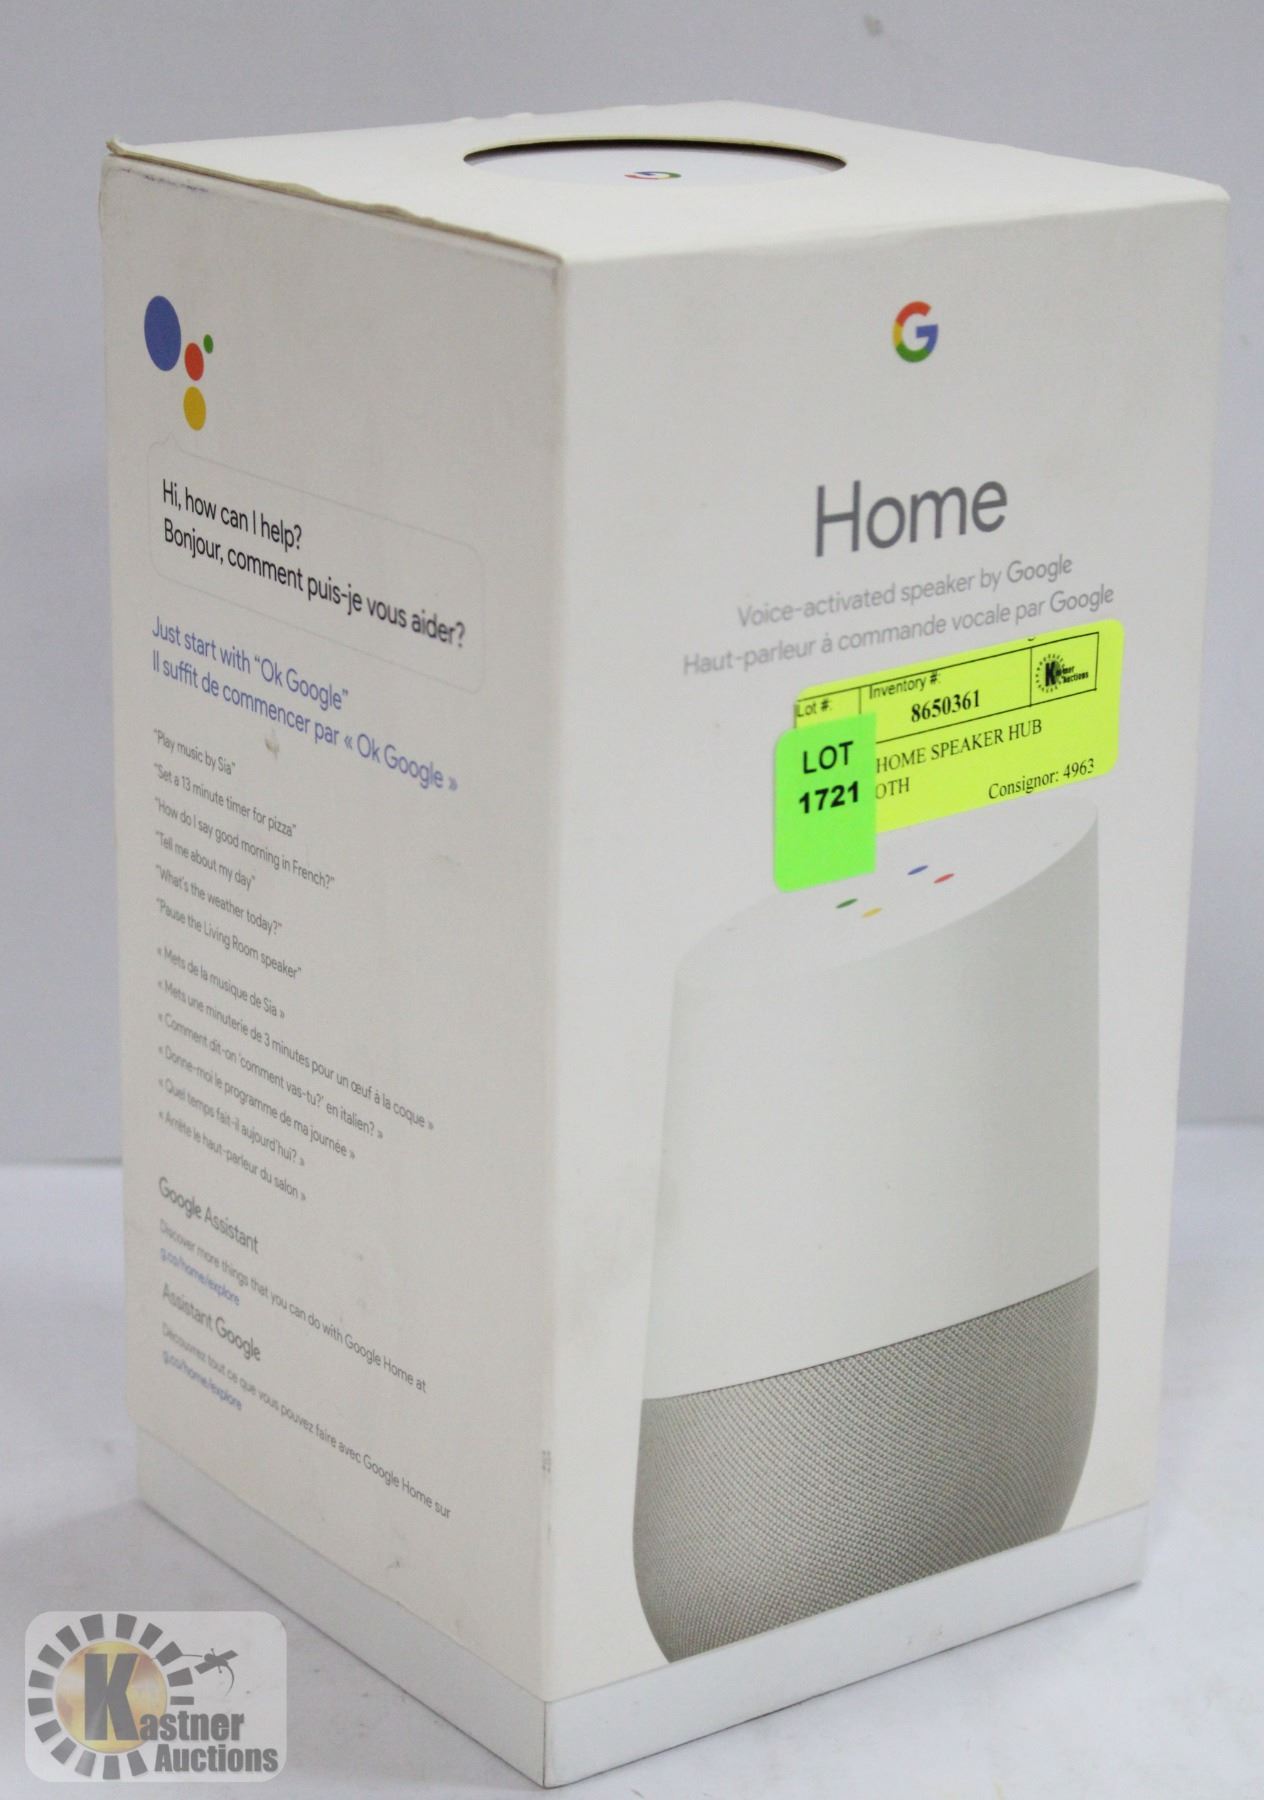 Hi, how can I help?
Bonjour, comment puis-je vous aider?
Just start with "Ok Google"
Il suffit de commencer par « Ok Google »
"Play music by Sia"
"Set a 13 minute timer for pizza"
"How do I say good morning in French?"
"Tell me about my day"
"What's the weather today?"
"Pause the Living Room speaker"
« Mets de la musique de Sia »
« Mets une minuterie de 3 minutes pour un œuf à la coque »
« Comment dit-on 'comment vas-tu?' en italien? »
« Donne-moi le programme de ma journée »
« Quel temps fait-il aujourd'hui? »
« Arrête le haut-parleur du salon »
Google Assistant
Discover more things that you can do with Google Home at
g.co/home/explore
Assistant Google
Découvrez tout ce que vous pouvez faire avec Google Home sur
g.co/home/explore
G
G
Home
Voice-activated speaker by Google
Haut-parleur à commande vocale par Google
Lot #:
Inventory #:
8650361
Kastner
Auctions
HOME SPEAKER HUB
OTH
Consignor: 4963
LOT
1721
Kastner
Auctions